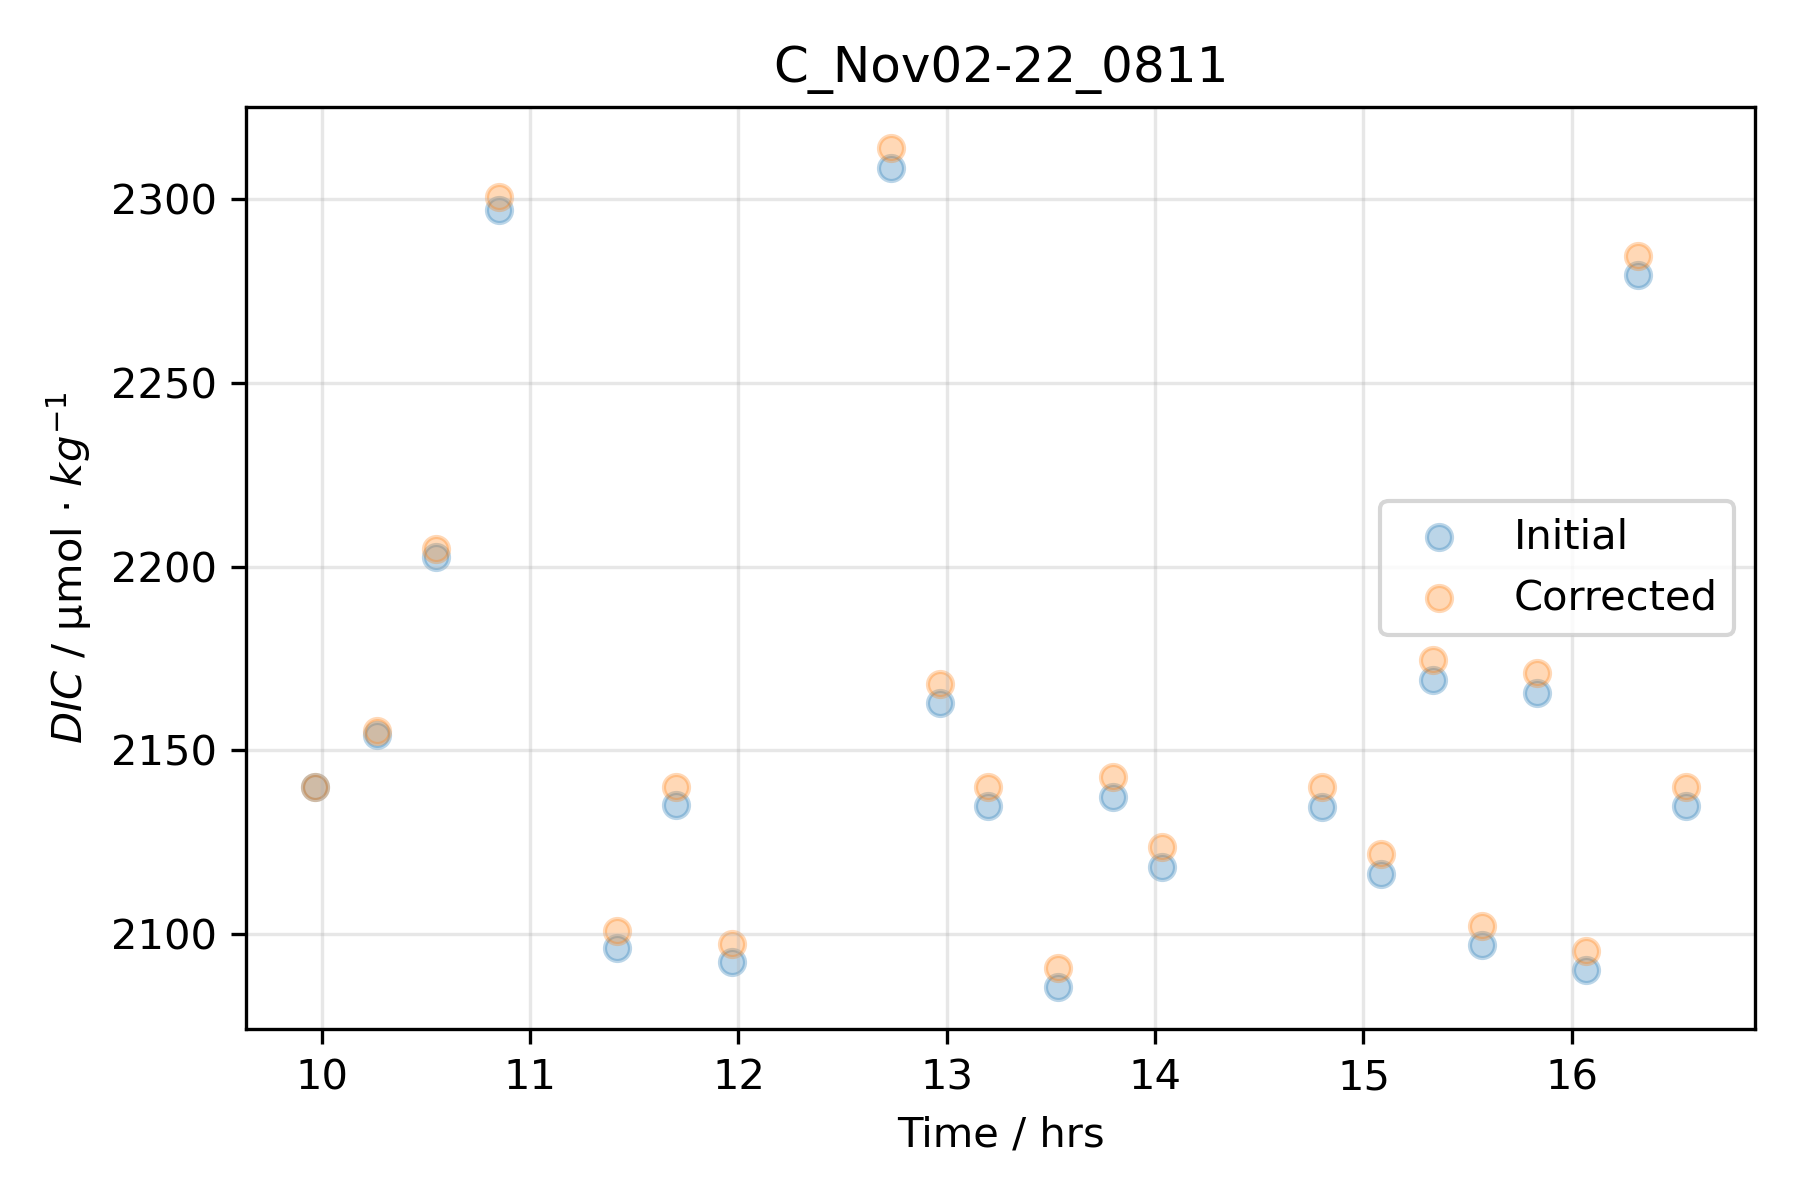 C_Nov02-22_0811
2300
2250
2200
2150
2100
DIC / µmol · kg⁻¹
Initial
Corrected
10 11 12 13 14 15 16
Time / hrs